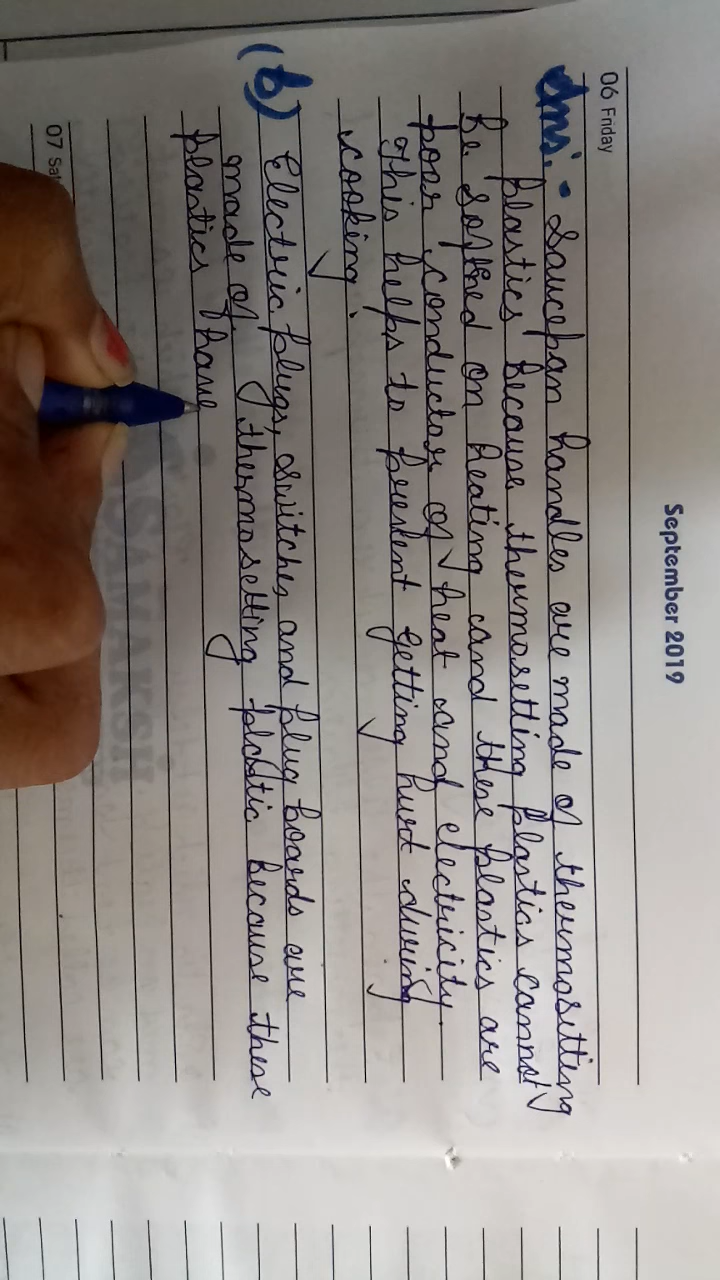 September 2019
06 Friday
Ans. - Saucepan handles are made of thermosetting
plastics because thermosetting plastics cannot
be softned on heating and these plastics are
poor conductor of heat and electricity.
This helps to prevent getting hurt during
cooking.
(b) Electric plugs, switches and plug boards are
made of thermosetting plastic because these
plastics have
07 Sat